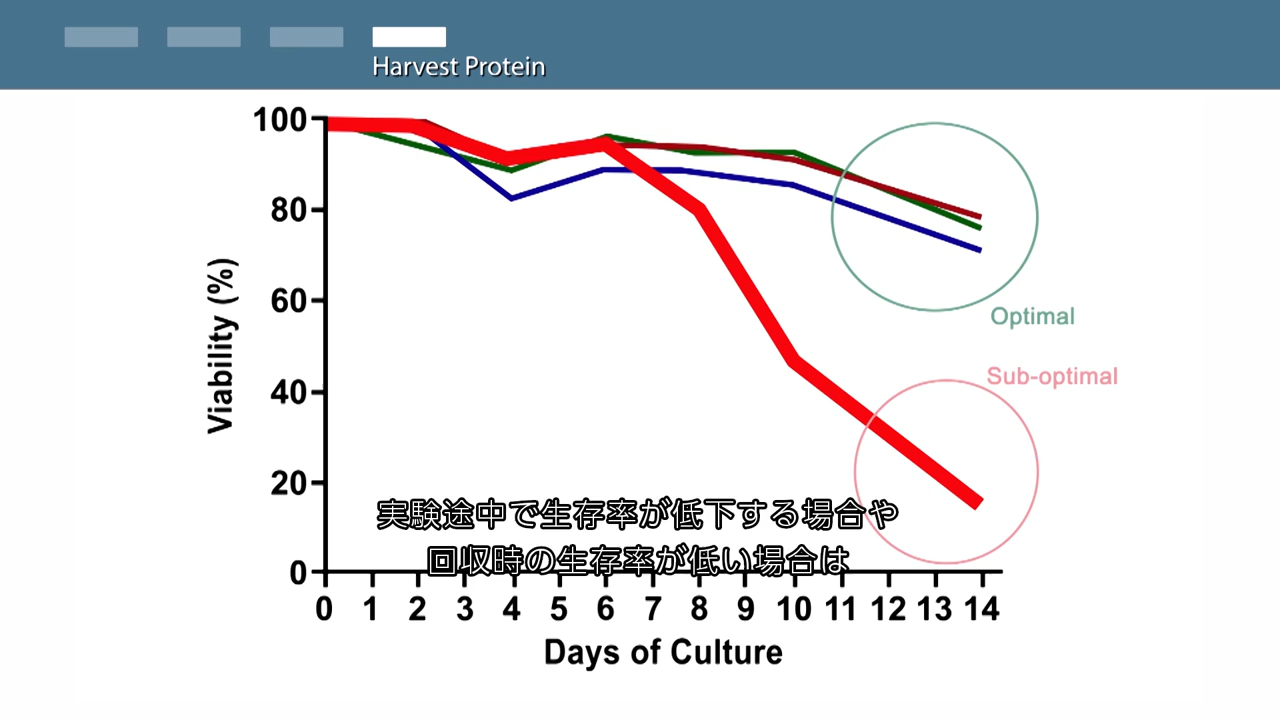 Harvest Protein
100
80
60
40
20
0
Viability (%)
Optimal
Sub-optimal
実験途中で生存率が低下する場合や
回収時の生存率が低い場合は
0 1 2 3 4 5 6 7 8 9 10 11 12 13 14
Days of Culture